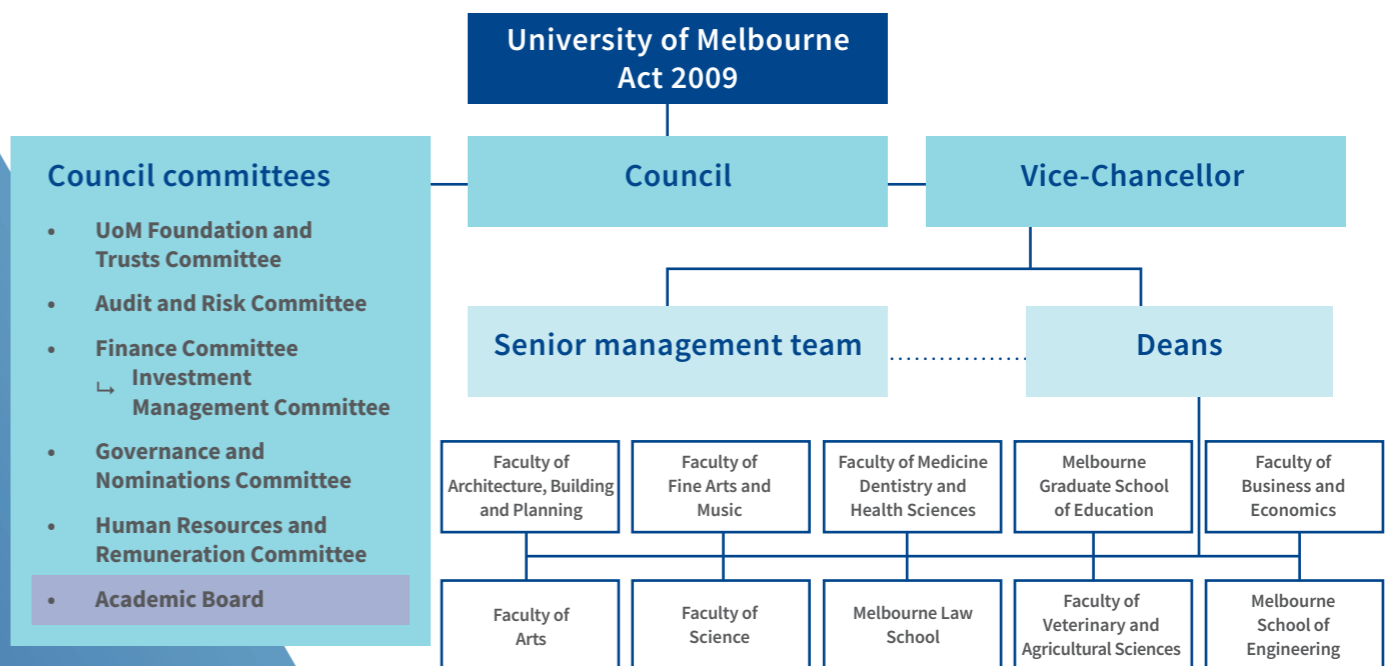 University of Melbourne
Act 2009
Council committees
• UoM Foundation and
Trusts Committee
• Audit and Risk Committee
• Finance Committee
↳ Investment
Management Committee
• Governance and
Nominations Committee
• Human Resources and
Remuneration Committee
• Academic Board
Council
Vice-Chancellor
Senior management team
Deans
Faculty of
Architecture, Building
and Planning
Faculty of
Fine Arts and
Music
Faculty of Medicine
Dentistry and
Health Sciences
Melbourne
Graduate School
of Education
Faculty of
Business and
Economics
Faculty of
Arts
Faculty of
Science
Melbourne Law
School
Faculty of
Veterinary and
Agricultural Sciences
Melbourne
School of
Engineering